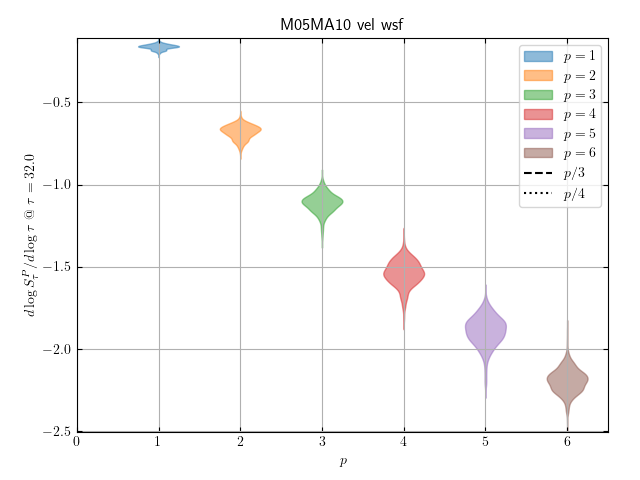 M05MA10 vel wsf
d log S_τ^P / d log τ @ τ = 32.0
−0.5
−1.0
−1.5
−2.0
−2.5
0 1 2 3 4 5 6
p
p = 1
p = 2
p = 3
p = 4
p = 5
p = 6
p/3
p/4